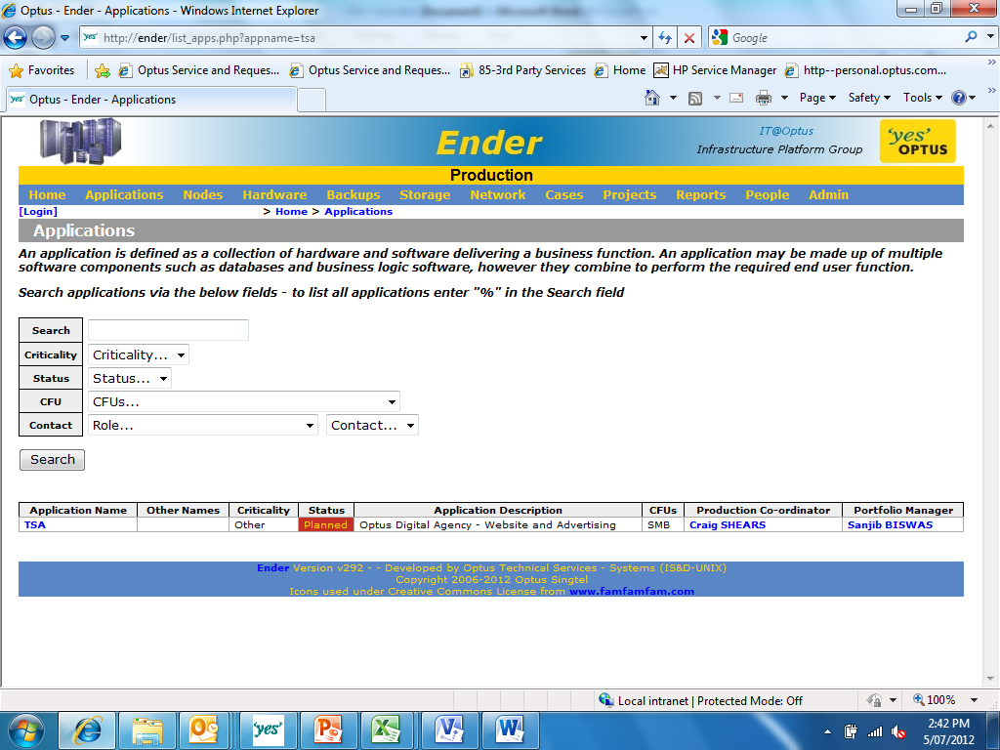 Optus - Ender - Applications - Windows Internet Explorer
http://ender/list_apps.php?appname=tsa
Google
Favorites Optus Service and Reques... Optus Service and Reques... 85-3rd Party Services Home HP Service Manager http--personal.optus.com...
Optus - Ender - Applications
Page Safety Tools
Ender
IT@Optus
Infrastructure Platform Group
'yes' OPTUS
Production
Home Applications Nodes Hardware Backups Storage Network Cases Projects Reports People Admin
[Login] > Home > Applications
Applications
An application is defined as a collection of hardware and software delivering a business function. An application may be made up of multiple
software components such as databases and business logic software, however they combine to perform the required end user function.
Search applications via the below fields - to list all applications enter "%" in the Search field
Search
Criticality Criticality...
Status Status...
CFU CFUs...
Contact Role... Contact...
Search
Application Name Other Names Criticality Status Application Description CFUs Production Co-ordinator Portfolio Manager
TSA Other Planned Optus Digital Agency - Website and Advertising SMB Craig SHEARS Sanjib BISWAS
Ender Version v292 - - Developed by Optus Technical Services - Systems (IS&D-UNIX)
Copyright 2006-2012 Optus Singtel
Icons used under Creative Commons License from www.famfamfam.com
Local intranet | Protected Mode: Off 100%
'yes'
2:42 PM
5/07/2012